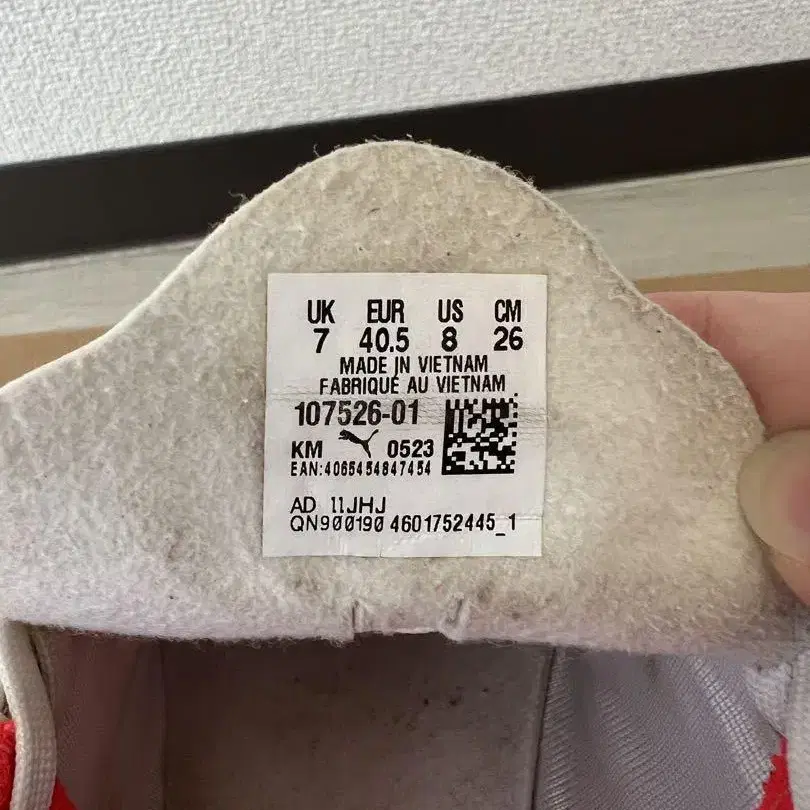 UK EUR US CM
7 40.5 8 26
MADE IN VIETNAM
FABRIQUÉ AU VIETNAM
107526-01
KM 0523
EAN:4065454847454
AD 11JHJ
QN900190 4601752445_1